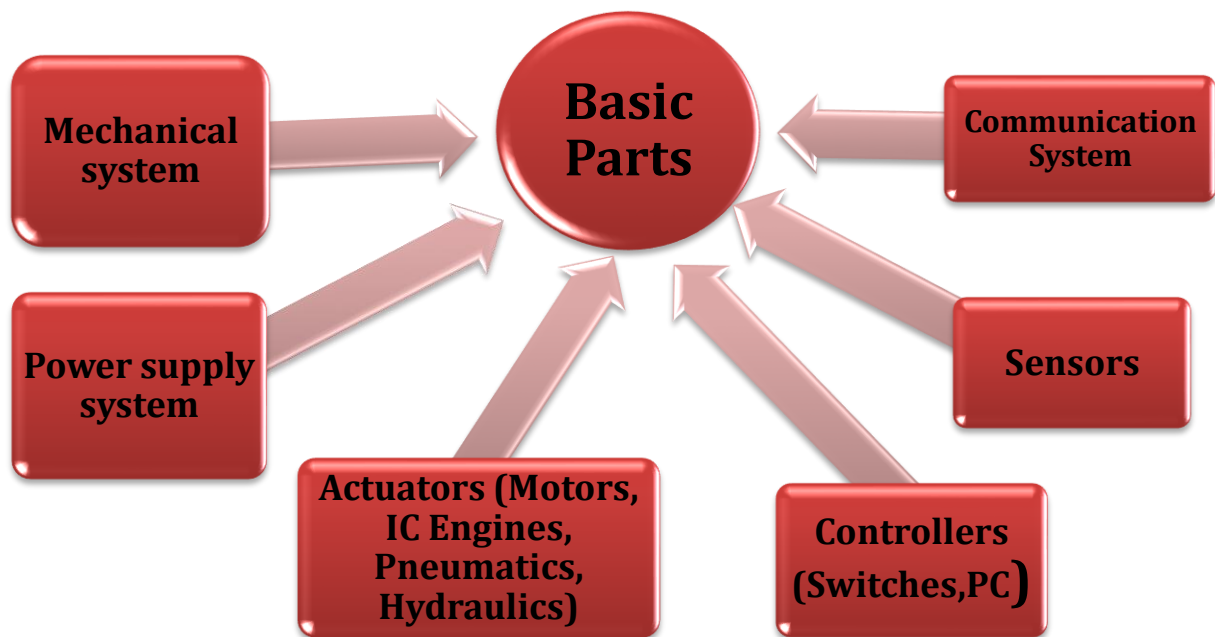 Basic
Parts
Mechanical
system
Communication
System
Power supply
system
Sensors
Actuators (Motors,
IC Engines,
Pneumatics,
Hydraulics)
Controllers
(Switches,PC)